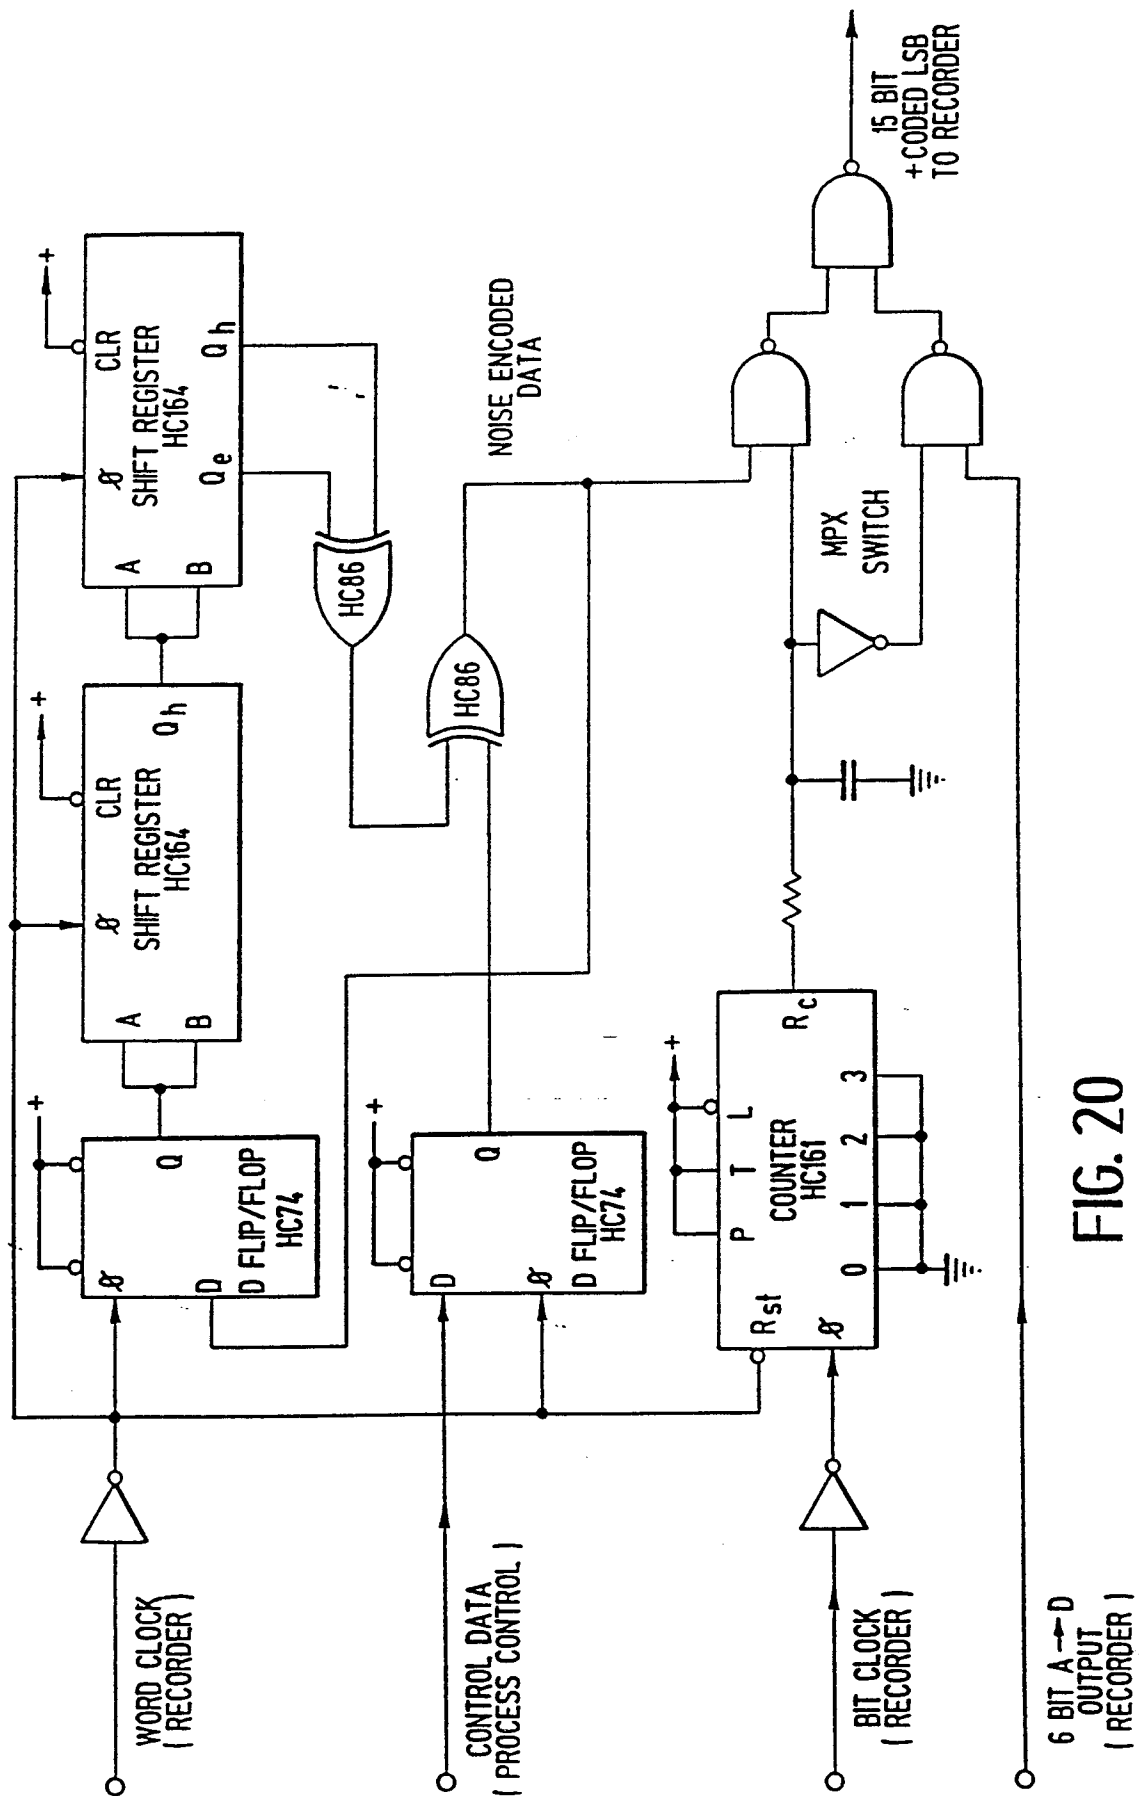 WORD CLOCK
( RECORDER )
CONTROL DATA
( PROCESS CONTROL )
BIT CLOCK
( RECORDER )
6 BIT A→D
OUTPUT
( RECORDER )
+
Ø
Q
D
D FLIP/FLOP
HC74
+
D
Q
Ø
D FLIP/FLOP
HC74
+
P T L
Rst
Ø
COUNTER
HC161
Rc
0 1 2 3
+
A
B
Ø
CLR
SHIFT REGISTER
HC164
Qh
+
A
B
Ø
CLR
SHIFT REGISTER
HC164
Qe
Qh
HC86
HC86
NOISE ENCODED
DATA
MPX
SWITCH
15 BIT
+CODED LSB
TO RECORDER
FIG. 20